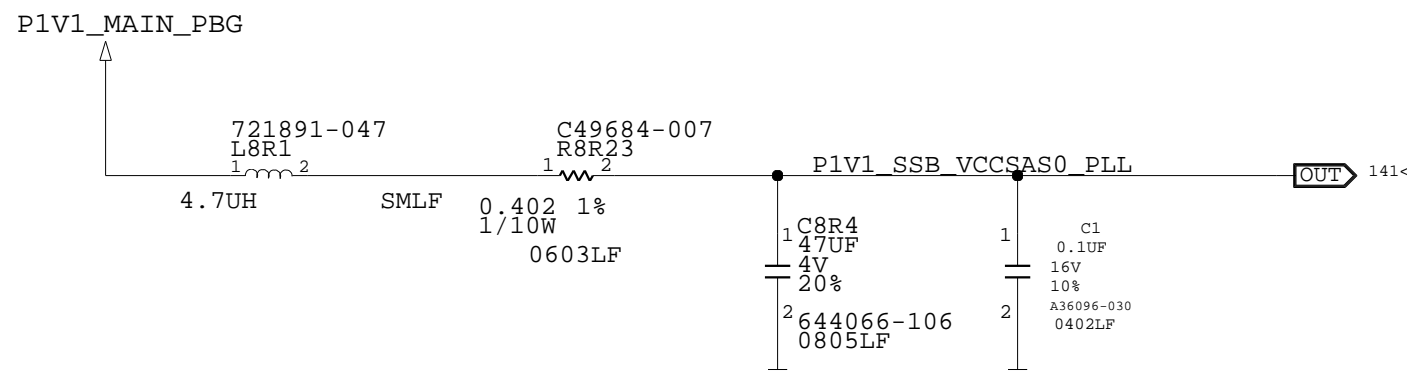 P1V1_MAIN_PBG
721891-047
L8R1
1 2
4.7UH
SMLF
C49684-007
R8R23
1 2
0.402 1%
1/10W
0603LF
P1V1_SSB_VCCSAS0_PLL
OUT 141<
1 C8R4
47UF
4V
20%
2 644066-106
0805LF
1 C1
0.1UF
16V
10%
A36096-030
2 0402LF